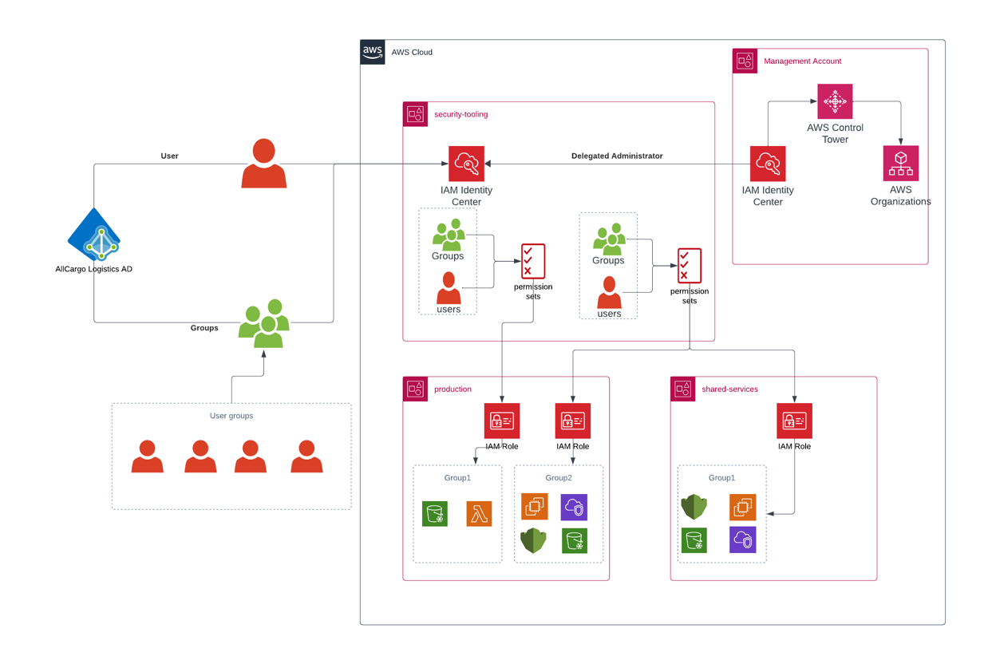 aws
AWS Cloud
Management Account
AWS Control
Tower
security-tooling
User
Delegated Administrator
IAM Identity
Center
IAM Identity
Center
AWS
Organizations
AllCargo Logistics AD
Groups
users
permission
sets
Groups
users
permission
sets
Groups
User groups
production
IAM Role
IAM Role
Group1
Group2
shared-services
IAM Role
Group1